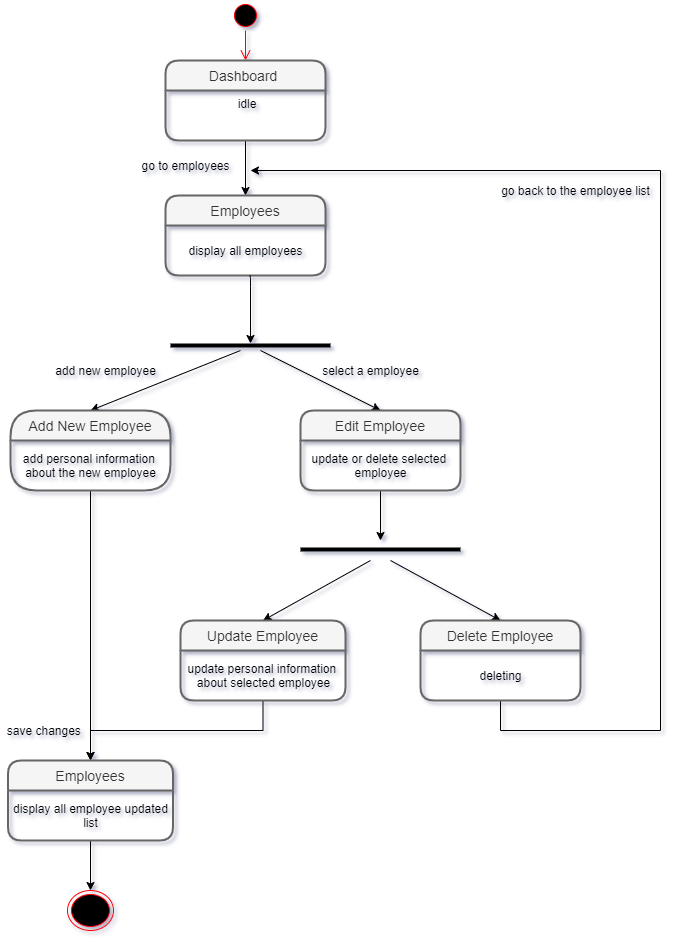 Dashboard
idle
go to employees
go back to the employee list
Employees
display all employees
add new employee
select a employee
Add New Employee
add personal information
about the new employee
Edit Employee
update or delete selected
employee
Update Employee
update personal information
about selected employee
Delete Employee
deleting
save changes
Employees
display all employee updated
list